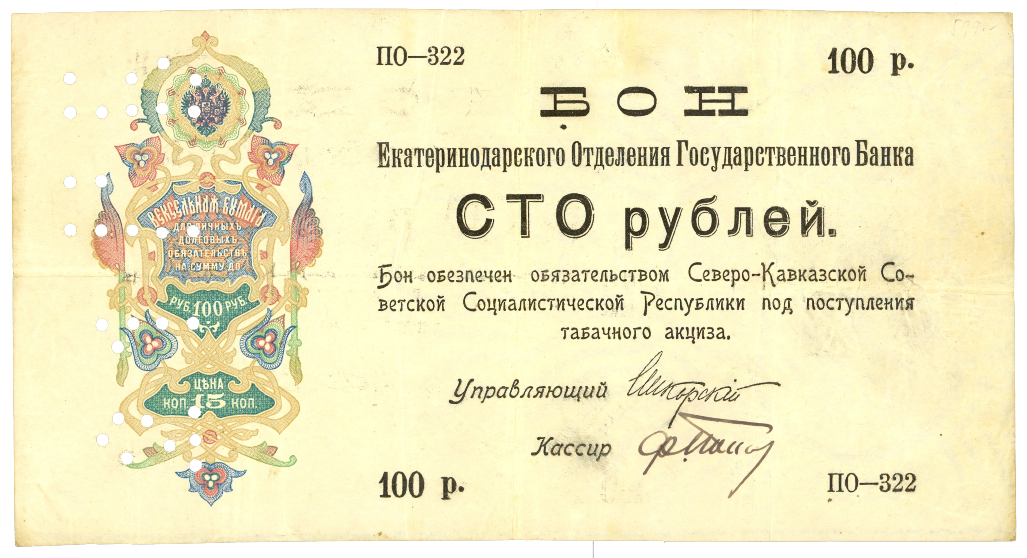 ПО—322
100 р.
БОН
Екатеринодарского Отделения Государственного Банка
СТО рублей.
Бон обезпечен обязательством Северо-Кавказской Со-
ветской Социалистической Республики под поступления
табачного акциза.
Управляющий
Кассир
100 р.
ПО—322
ВЕКСЕЛЬНАЯ БУМАГА
ДЛЯ ЛИЧНЫХЪ
ДОЛГОВЫХЪ
ОБЯЗАТЕЛЬСТВЪ
НА СУММУ ДО
РУБ. 100 РУБ.
ЦѢНА
КОП. 15 КОП.